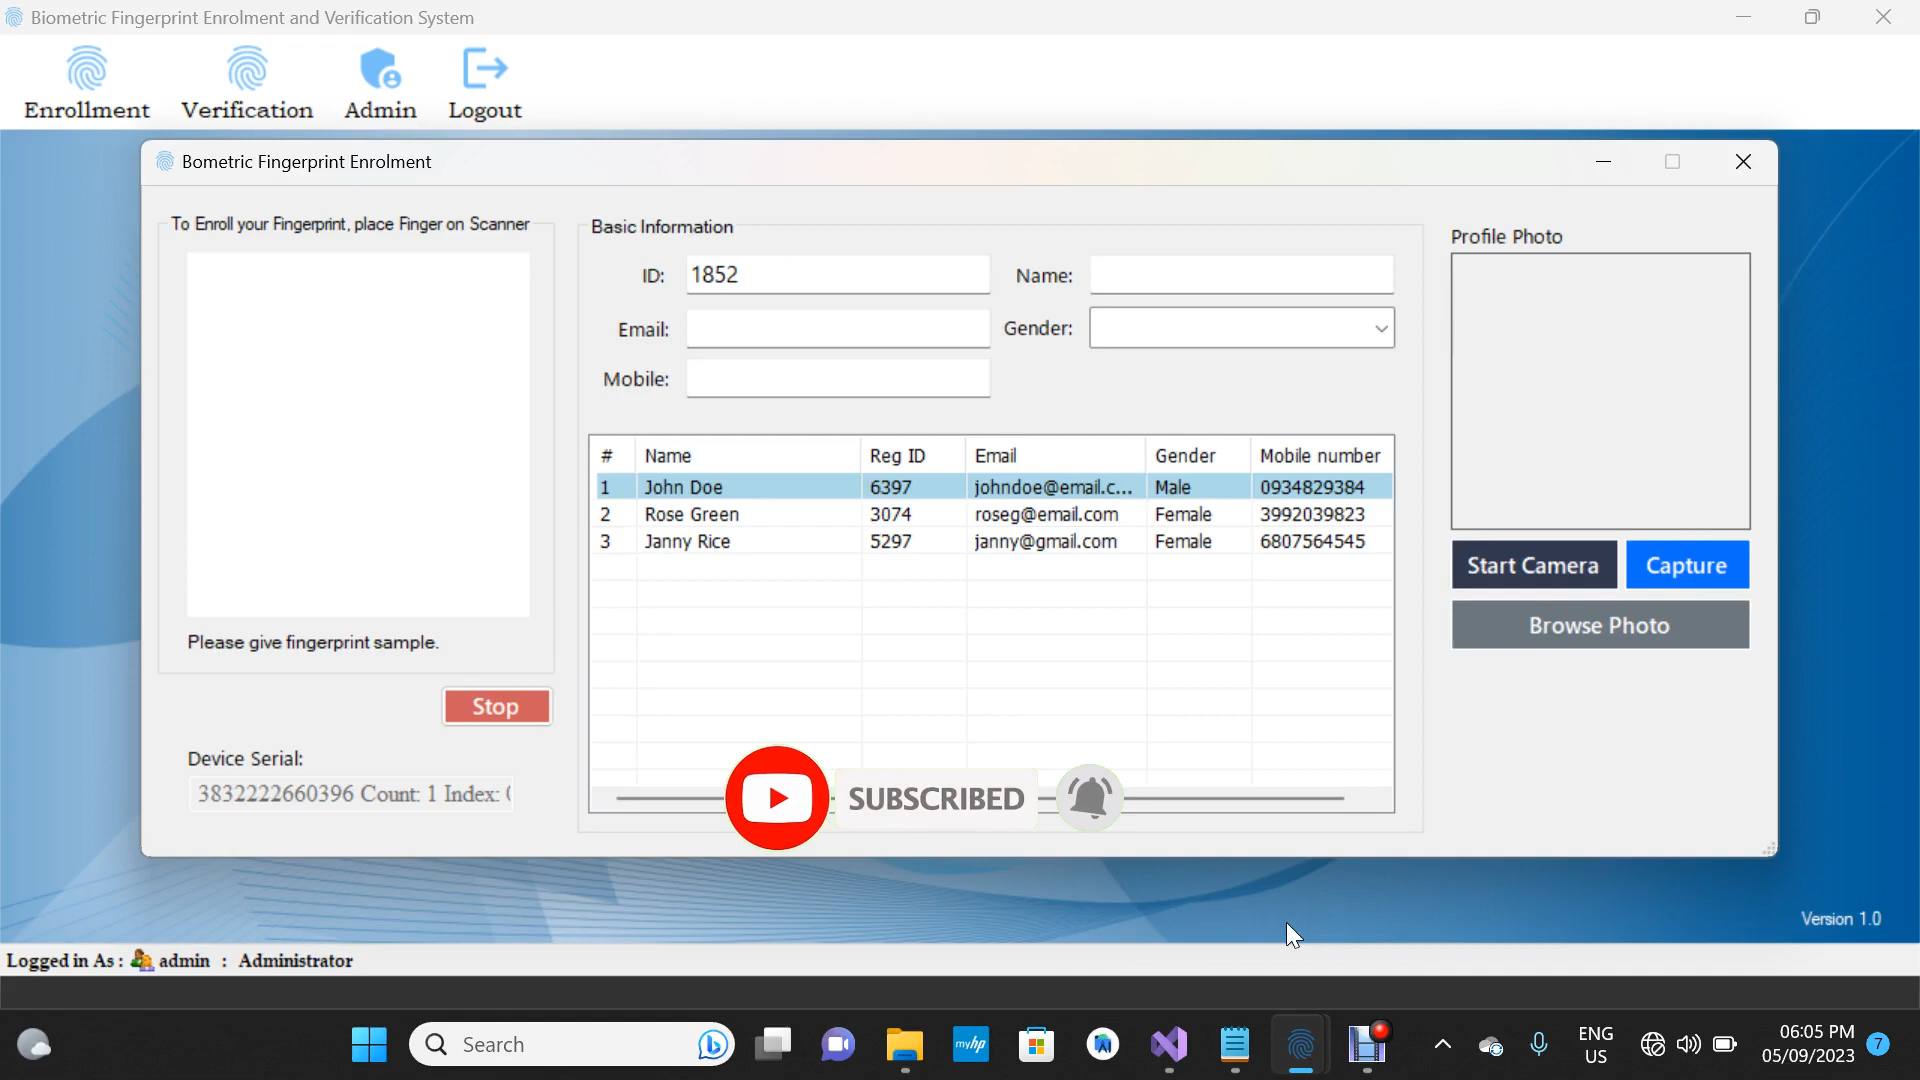 Biometric Fingerprint Enrolment and Verification System
Enrollment Verification Admin Logout
Bometric Fingerprint Enrolment
To Enroll your Fingerprint, place Finger on Scanner
Please give fingerprint sample.
Stop
Device Serial:
3832222660396 Count: 1 Index: (
Basic Information
ID: 1852 Name:
Email: Gender:
Mobile:
# Name Reg ID Email Gender Mobile number
1 John Doe 6397 johndoe@email.c... Male 0934829384
2 Rose Green 3074 roseg@email.com Female 3992039823
3 Janny Rice 5297 janny@gmail.com Female 6807564545
SUBSCRIBED
Profile Photo
Start Camera Capture
Browse Photo
Version 1.0
Logged in As : admin : Administrator
Search
myhp
ENG
US
06:05 PM
05/09/2023
7